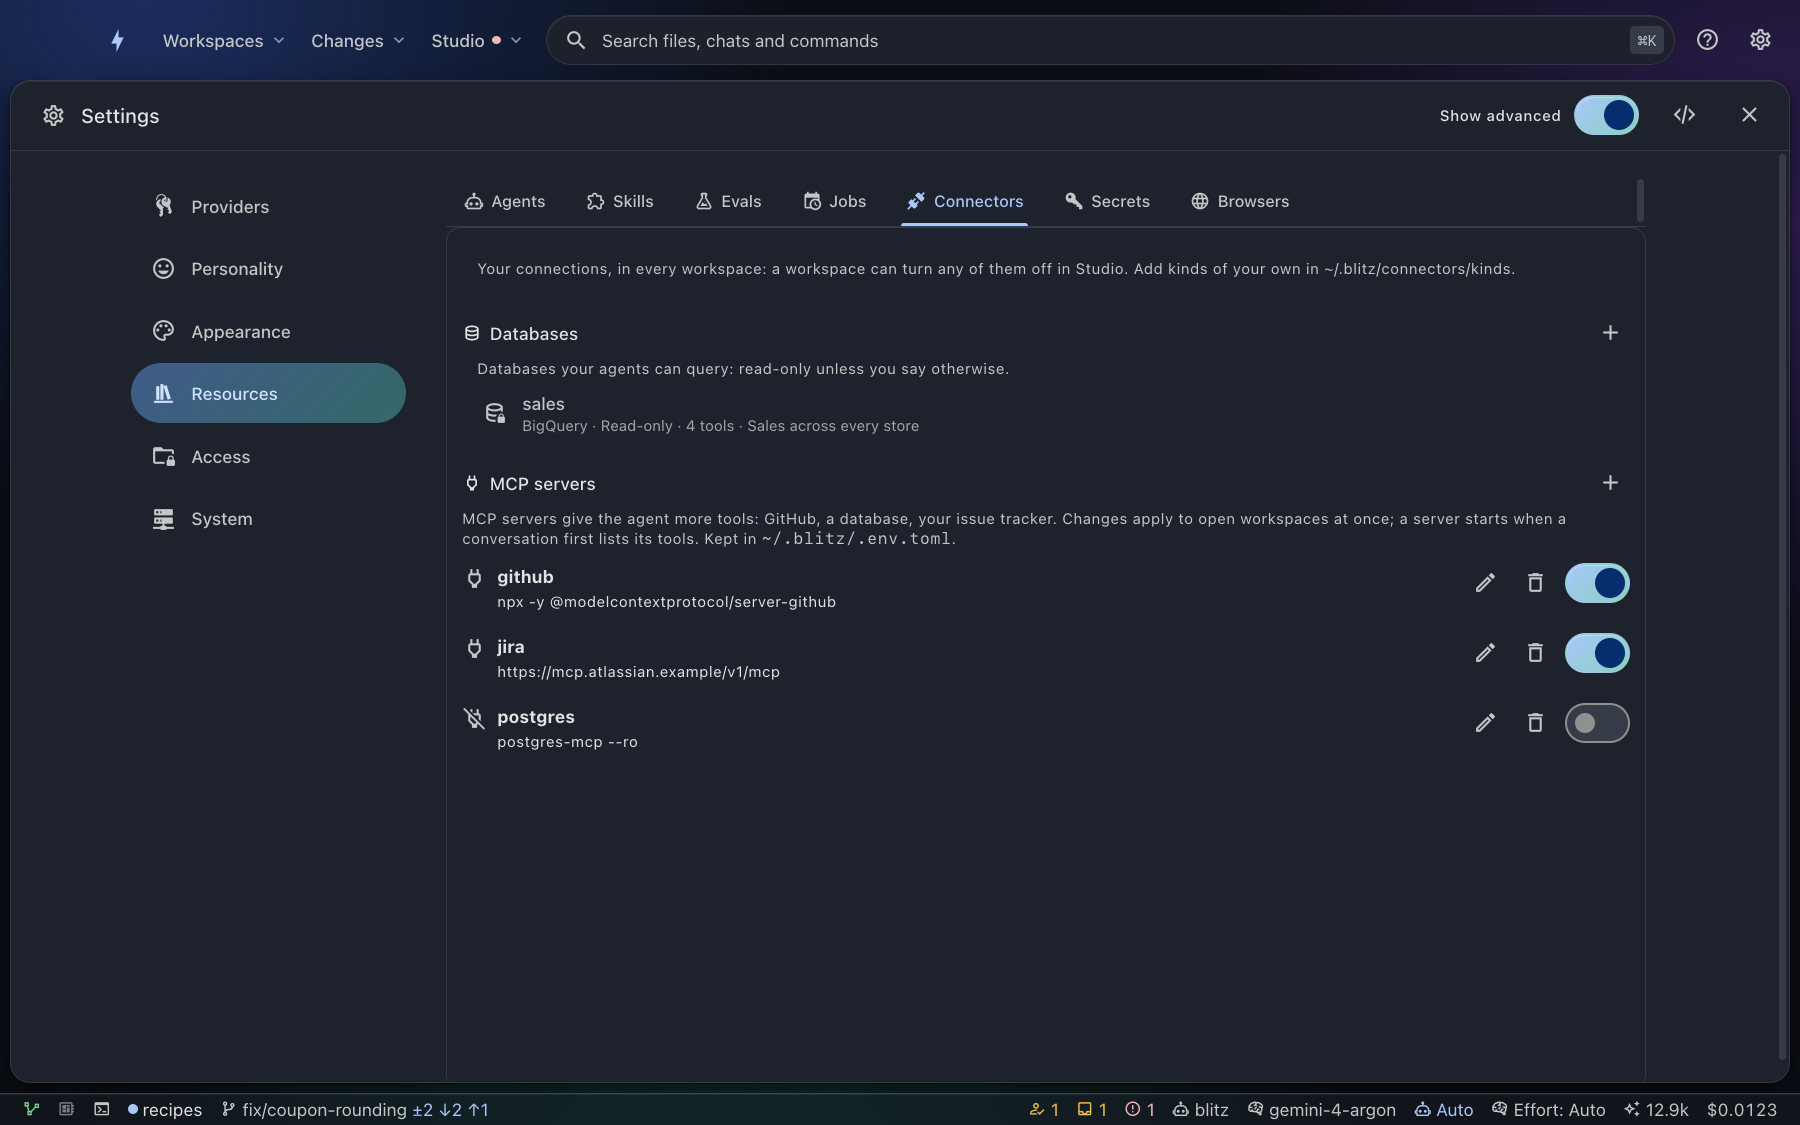 Workspaces
Changes
Studio
Search files, chats and commands
⌘K
Settings
Show advanced
Providers
Personality
Appearance
Resources
Access
System
Agents
Skills
Evals
Jobs
Connectors
Secrets
Browsers
Your connections, in every workspace: a workspace can turn any of them off in Studio. Add kinds of your own in ~/.blitz/connectors/kinds.
Databases
Databases your agents can query: read-only unless you say otherwise.
sales
BigQuery · Read-only · 4 tools · Sales across every store
MCP servers
MCP servers give the agent more tools: GitHub, a database, your issue tracker. Changes apply to open workspaces at once; a server starts when a
conversation first lists its tools. Kept in ~/.blitz/.env.toml.
github
npx -y @modelcontextprotocol/server-github
jira
https://mcp.atlassian.example/v1/mcp
postgres
postgres-mcp --ro
recipes
fix/coupon-rounding ±2 ↓2 ↑1
1
1
1
blitz
gemini-4-argon
Auto
Effort: Auto
12.9k
$0.0123